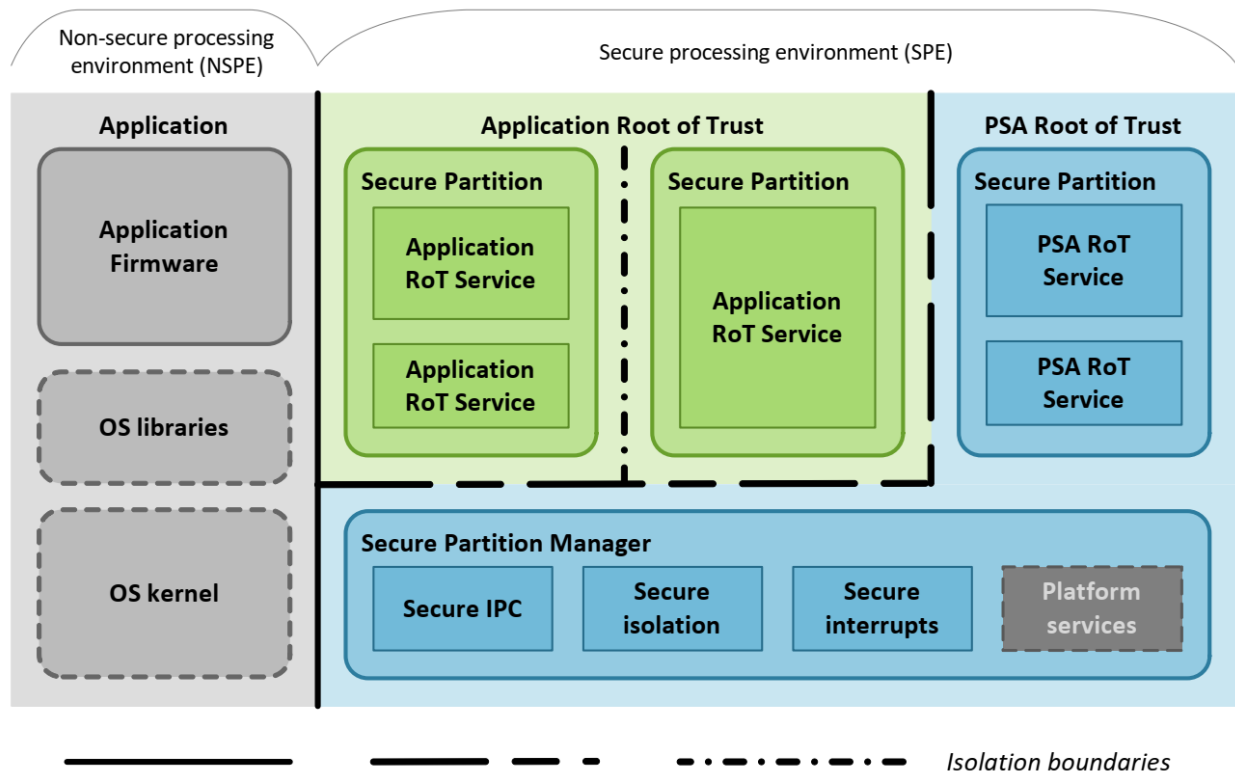 Non-secure processing
environment (NSPE)
Secure processing environment (SPE)
Application
Application Root of Trust
PSA Root of Trust
Application
Firmware
OS libraries
OS kernel
Secure Partition
Application
RoT Service
Application
RoT Service
Secure Partition
Application
RoT Service
Secure Partition
PSA RoT
Service
PSA RoT
Service
Secure Partition Manager
Secure IPC
Secure
isolation
Secure
interrupts
Platform
services
Isolation boundaries